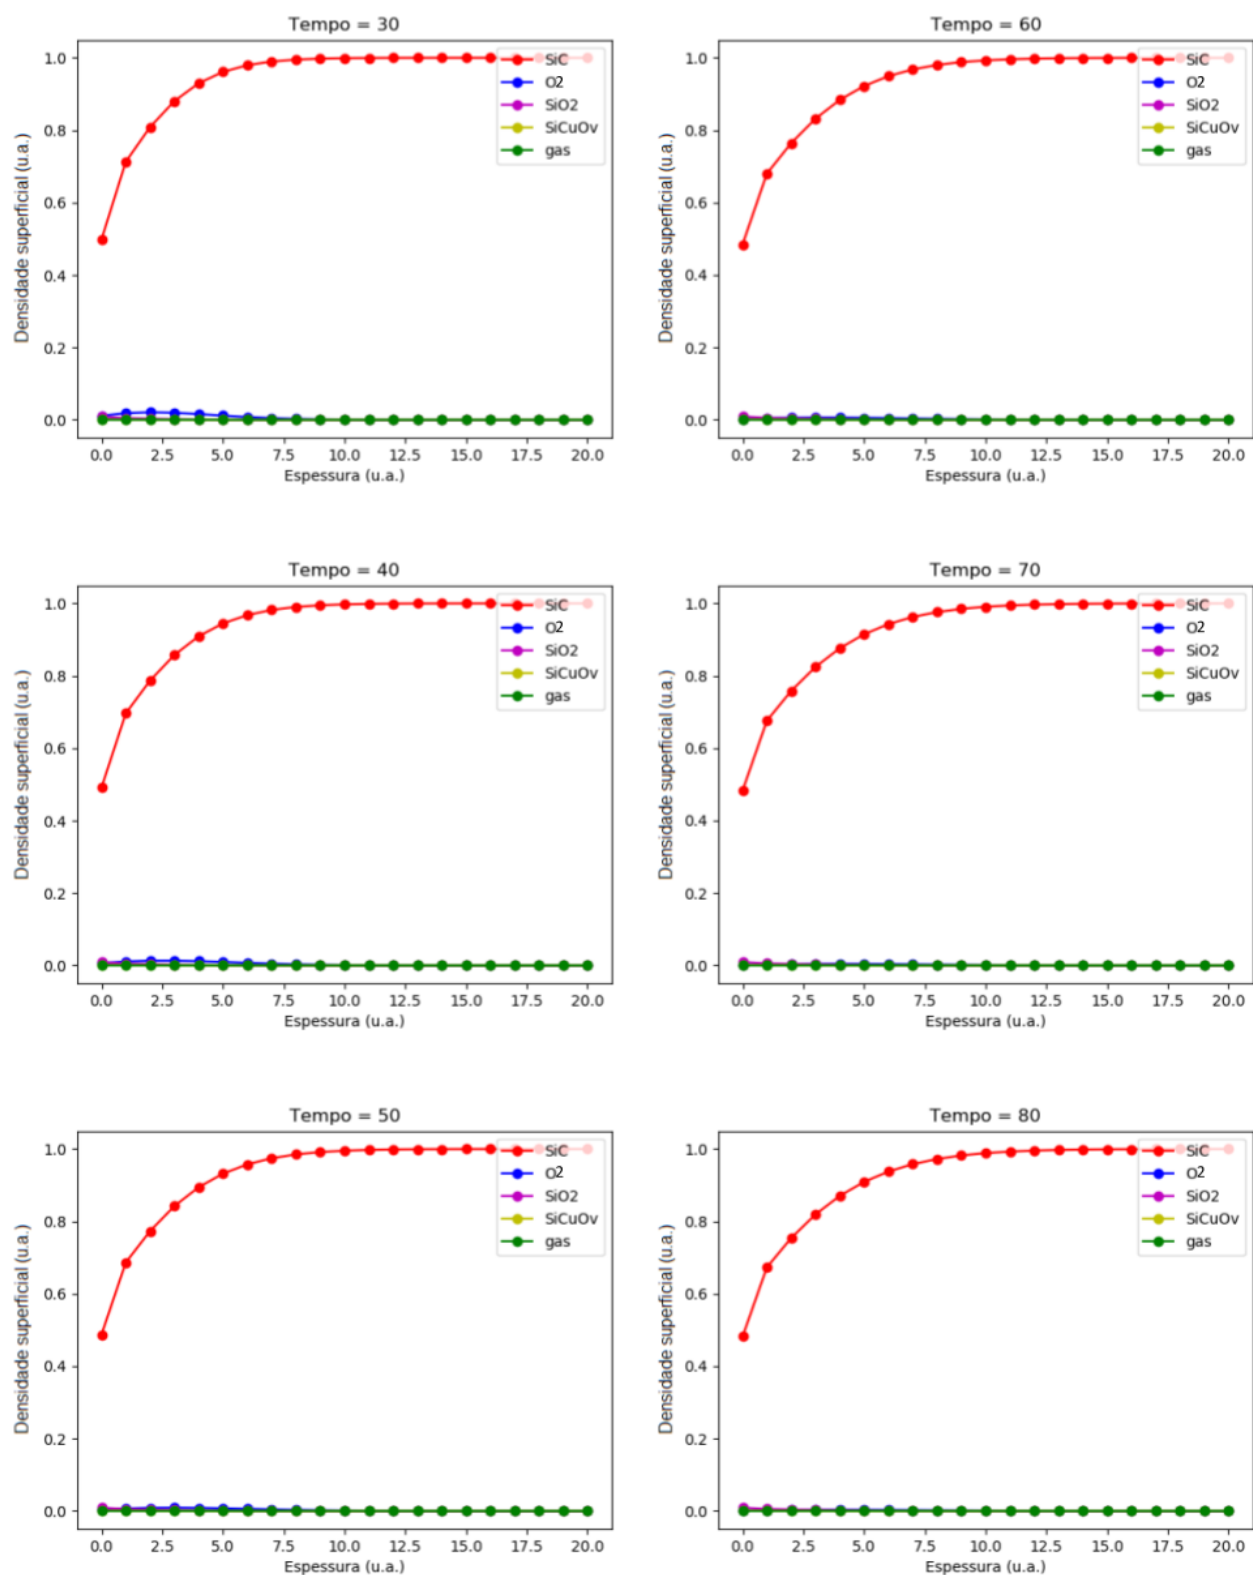 Tempo = 30
Densidade superficial (u.a.)
1.0
0.8
0.6
0.4
0.2
0.0
SiC
O2
SiO2
SiCuOv
gas
0.0 2.5 5.0 7.5 10.0 12.5 15.0 17.5 20.0
Espessura (u.a.)
Tempo = 60
Densidade superficial (u.a.)
1.0
0.8
0.6
0.4
0.2
0.0
SiC
O2
SiO2
SiCuOv
gas
0.0 2.5 5.0 7.5 10.0 12.5 15.0 17.5 20.0
Espessura (u.a.)
Tempo = 40
Densidade superficial (u.a.)
1.0
0.8
0.6
0.4
0.2
0.0
SiC
O2
SiO2
SiCuOv
gas
0.0 2.5 5.0 7.5 10.0 12.5 15.0 17.5 20.0
Espessura (u.a.)
Tempo = 70
Densidade superficial (u.a.)
1.0
0.8
0.6
0.4
0.2
0.0
SiC
O2
SiO2
SiCuOv
gas
0.0 2.5 5.0 7.5 10.0 12.5 15.0 17.5 20.0
Espessura (u.a.)
Tempo = 50
Densidade superficial (u.a.)
1.0
0.8
0.6
0.4
0.2
0.0
SiC
O2
SiO2
SiCuOv
gas
0.0 2.5 5.0 7.5 10.0 12.5 15.0 17.5 20.0
Espessura (u.a.)
Tempo = 80
Densidade superficial (u.a.)
1.0
0.8
0.6
0.4
0.2
0.0
SiC
O2
SiO2
SiCuOv
gas
0.0 2.5 5.0 7.5 10.0 12.5 15.0 17.5 20.0
Espessura (u.a.)